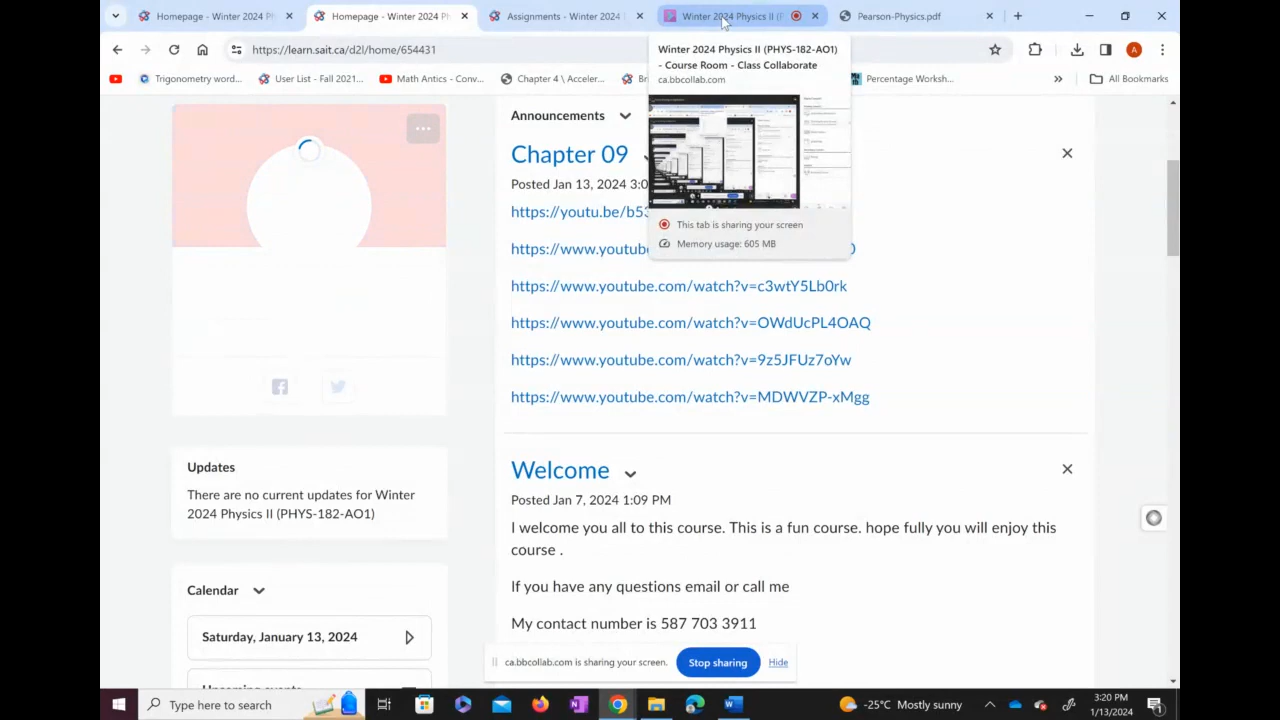 Homepage - Winter 2024 Ph
Homepage - Winter 2024 Ph
Assignments - Winter 2024
Winter 2024 Physics II (P
Pearson-Physics.pdf
https://learn.sait.ca/d2l/home/654431
A
Trigonometry word...
User List - Fall 2021...
Math Antics - Conv...
Chapter 4 \ Acceler...
Percentage Worksh...
All Bookmarks
Winter 2024 Physics II (PHYS-182-AO1)
- Course Room - Class Collaborate
ca.bbcollab.com
This tab is sharing your screen
Memory usage: 605 MB
Announcements
Chapter 09
Posted Jan 13, 2024 3:0
https://youtu.be/b53
https://www.youtube
https://www.youtube.com/watch?v=c3wtY5Lb0rk
https://www.youtube.com/watch?v=OWdUcPL4OAQ
https://www.youtube.com/watch?v=9z5JFUz7oYw
https://www.youtube.com/watch?v=MDWVZP-xMgg
Welcome
Posted Jan 7, 2024 1:09 PM
I welcome you all to this course. This is a fun course. hope fully you will enjoy this
course .
If you have any questions email or call me
My contact number is 587 703 3911
Updates
There are no current updates for Winter
2024 Physics II (PHYS-182-AO1)
Calendar
Saturday, January 13, 2024
Upcoming events
ca.bbcollab.com is sharing your screen.
Stop sharing
Hide
Type here to search
-25°C Mostly sunny
3:20 PM
1/13/2024